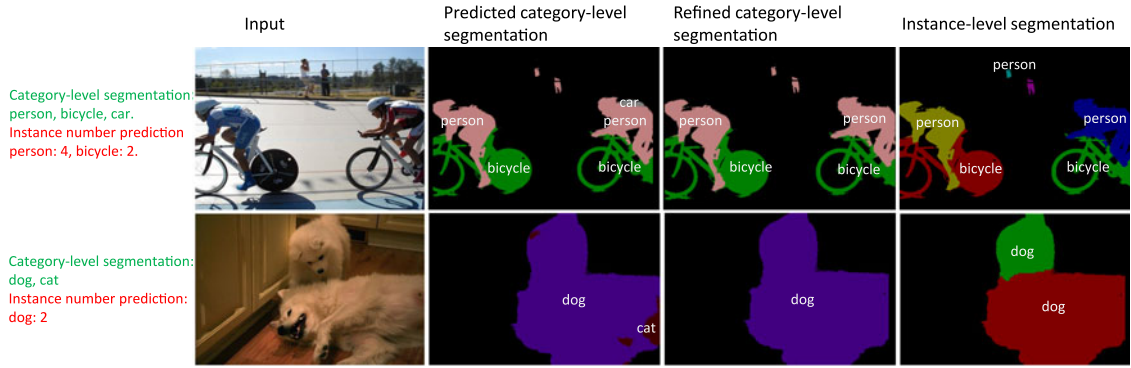 Input
Predicted category-level
segmentation
Refined category-level
segmentation
Instance-level segmentation
Category-level segmentation:
person, bicycle, car.
Instance number prediction
person: 4, bicycle: 2.
person
bicycle
car
person
bicycle
person
bicycle
person
bicycle
person
person
bicycle
person
bicycle
Category-level segmentation:
dog, cat
Instance number prediction:
dog: 2
dog
cat
dog
dog
dog